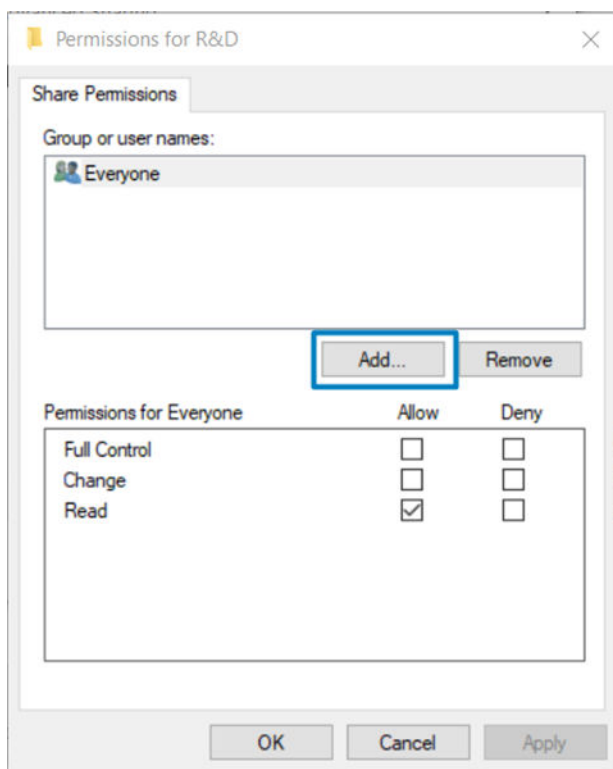 Permissions for R&D
Share Permissions
Group or user names:
Everyone
Add...
Remove
Permissions for Everyone Allow Deny
Full Control
Change
Read
OK Cancel Apply